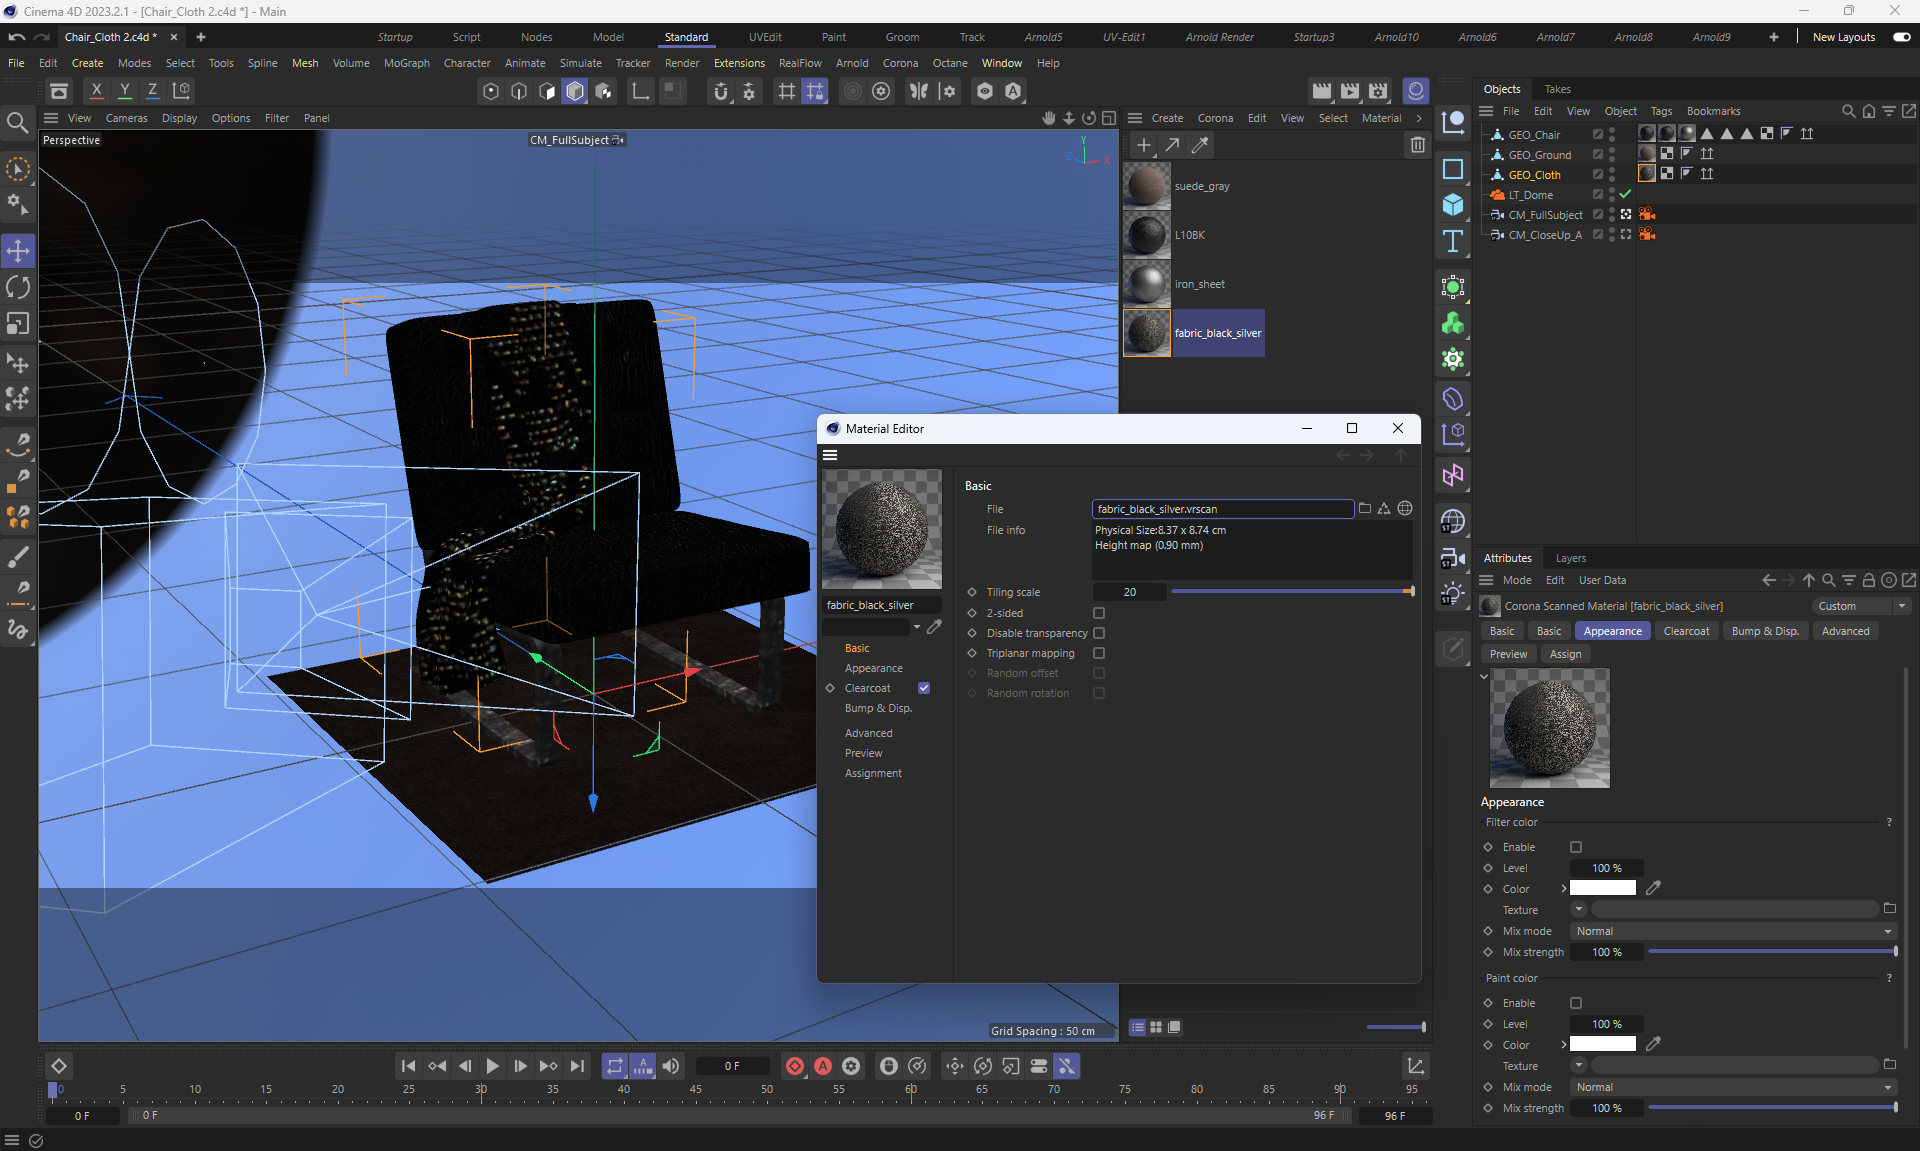 Cinema 4D 2023.2.1 - [Chair_Cloth 2.c4d *] - Main
Chair_Cloth 2.c4d *
Startup Script Nodes Model Standard UVEdit Paint Groom Track Arnold5 UV-Edit1 Arnold Render Startup3 Arnold10 Arnold6 Arnold7 Arnold8 Arnold9 New Layouts
File Edit Create Modes Select Tools Spline Mesh Volume MoGraph Character Animate Simulate Tracker Render Extensions RealFlow Arnold Corona Octane Window Help
X Y Z
View Cameras Display Options Filter Panel
Perspective
CM_FullSubject
Y
Z X
Create Corona Edit View Select Material
suede_gray
L10BK
iron_sheet
fabric_black_silver
Objects Takes
File Edit View Object Tags Bookmarks
GEO_Chair
GEO_Ground
GEO_Cloth
LT_Dome
CM_FullSubject
CM_CloseUp_A
Material Editor
fabric_black_silver
Basic
Appearance
Clearcoat
Bump & Disp.
Advanced
Preview
Assignment
Basic
File fabric_black_silver.vrscan
File info Physical Size:8.37 x 8.74 cm
Height map (0.90 mm)
Tiling scale 20
2-sided
Disable transparency
Triplanar mapping
Random offset
Random rotation
Grid Spacing : 50 cm
Attributes Layers
Mode Edit User Data
Corona Scanned Material [fabric_black_silver] Custom
Basic Basic Appearance Clearcoat Bump & Disp. Advanced
Preview Assign
Appearance
Filter color ?
Enable
Level 100 %
Color
Texture
Mix mode Normal
Mix strength 100 %
Paint color ?
Enable
Level 100 %
Color
Texture
Mix mode Normal
Mix strength 100 %
0 F
0 5 10 15 20 25 30 35 40 45 50 55 60 65 70 75 80 85 90 95
0 F 0 F 96 F 96 F